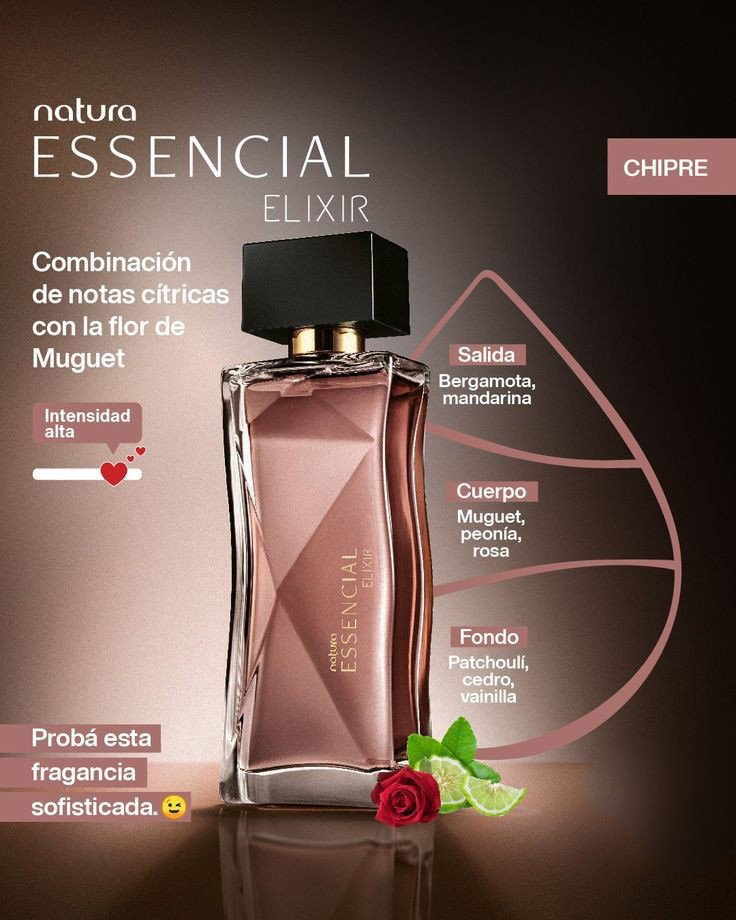 natura
ESSENCIAL
ELIXIR
CHIPRE
Combinación
de notas cítricas
con la flor de
Muguet
Intensidad
alta
Salida
Bergamota,
mandarina
Cuerpo
Muguet,
peonía,
rosa
Fondo
Patchoulí,
cedro,
vainilla
natura
ESSENCIAL
ELIXIR
Probá esta
fragancia
sofisticada.😉